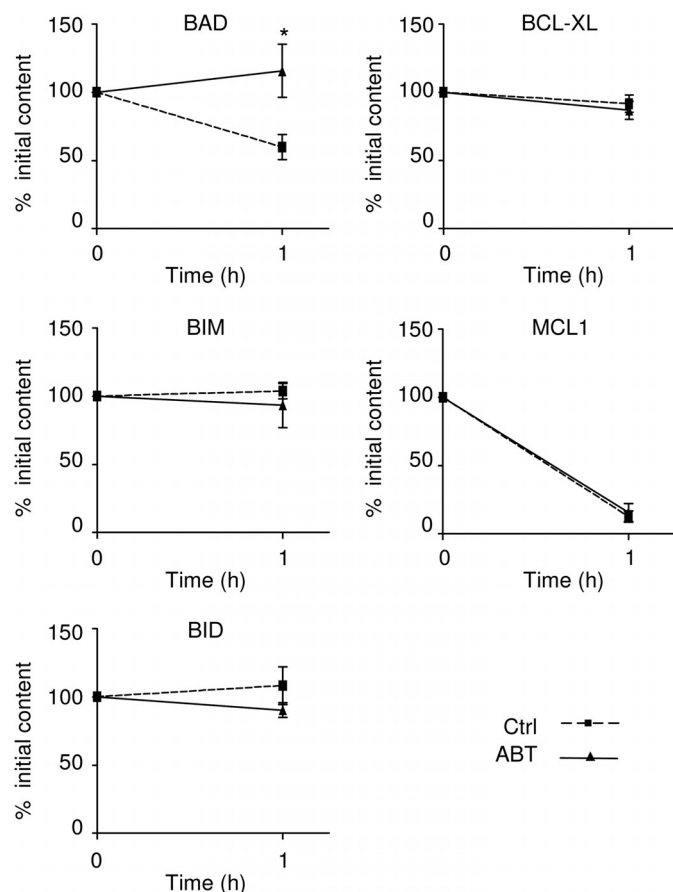 BAD
*
150
100
50
0
% initial content
0
1
Time (h)
BCL-XL
150
100
50
0
% initial content
0
1
Time (h)
BIM
150
100
50
0
% initial content
0
1
Time (h)
MCL1
150
100
50
0
% initial content
0
1
Time (h)
BID
150
100
50
0
% initial content
0
1
Time (h)
Ctrl
ABT